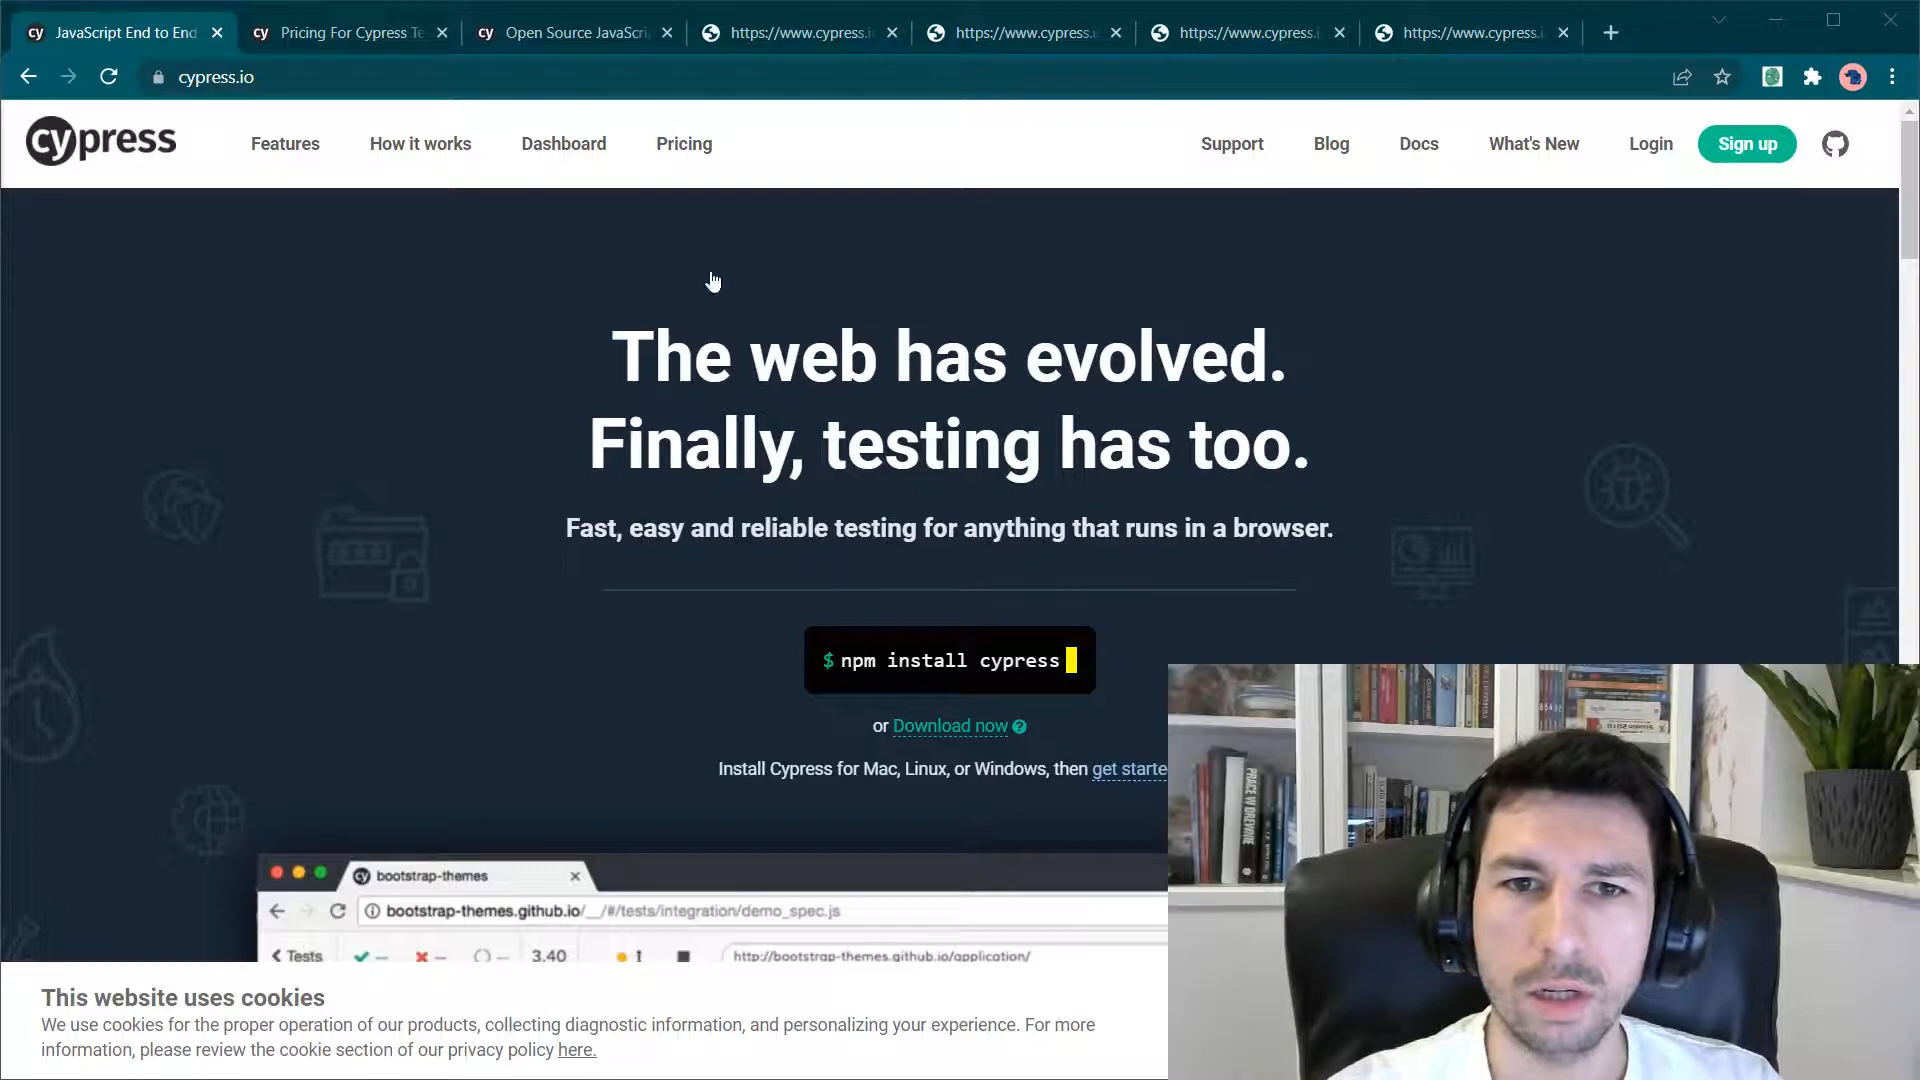 JavaScript End to End
Pricing For Cypress Te
Open Source JavaScri
https://www.cypress.i
https://www.cypress.i
https://www.cypress.i
https://www.cypress.i
cypress.io
cypress
Features
How it works
Dashboard
Pricing
Support
Blog
Docs
What's New
Login
Sign up
The web has evolved.
Finally, testing has too.
Fast, easy and reliable testing for anything that runs in a browser.
$ npm install cypress
or Download now ?
Install Cypress for Mac, Linux, or Windows, then get starte
bootstrap-themes
bootstrap-themes.github.io/__/#/tests/integration/demo_spec.js
< Tests
3.40
http://bootstrap-themes.github.io/application/
This website uses cookies
We use cookies for the proper operation of our products, collecting diagnostic information, and personalizing your experience. For more
information, please review the cookie section of our privacy policy here.
PRACE W DREWNIE